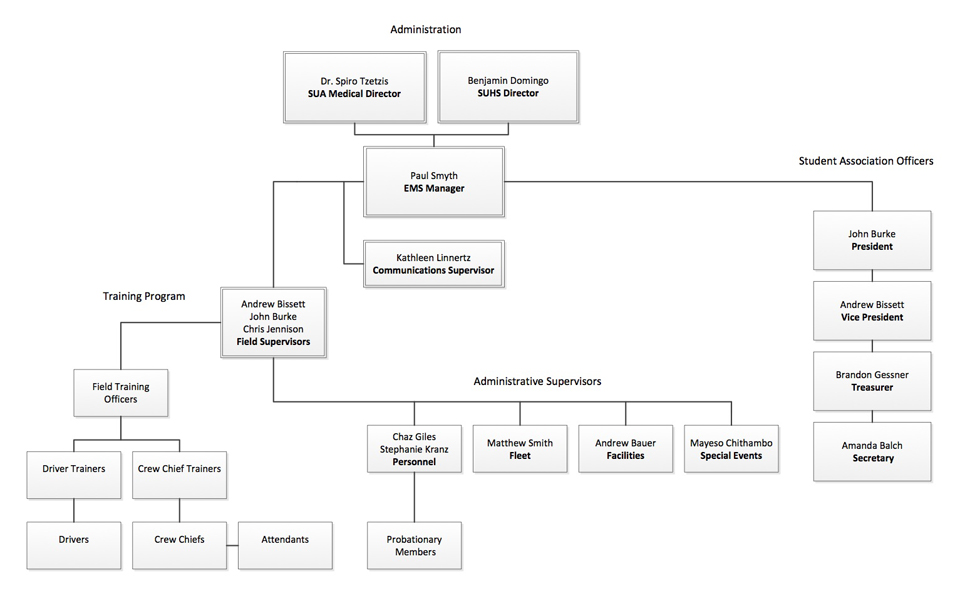 Administration
Dr. Spiro Tzetzis
SUA Medical Director
Benjamin Domingo
SUHS Director
Paul Smyth
EMS Manager
Student Association Officers
John Burke
President
Kathleen Linnertz
Communications Supervisor
Training Program
Andrew Bissett
John Burke
Chris Jennison
Field Supervisors
Andrew Bissett
Vice President
Field Training
Officers
Administrative Supervisors
Brandon Gessner
Treasurer
Chaz Giles
Stephanie Kranz
Personnel
Matthew Smith
Fleet
Andrew Bauer
Facilities
Mayeso Chithambo
Special Events
Amanda Balch
Secretary
Driver Trainers
Crew Chief Trainers
Drivers
Crew Chiefs
Attendants
Probationary
Members